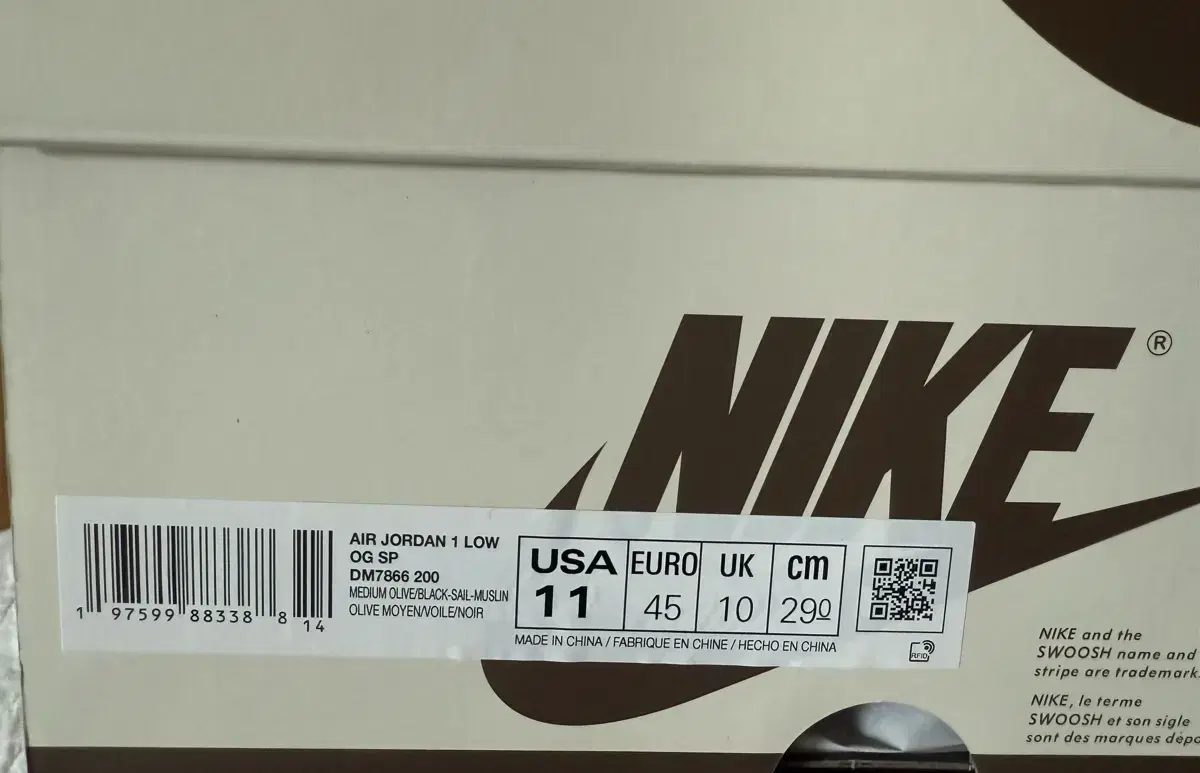 NIKE®
1 97599 88338 8 14
AIR JORDAN 1 LOW
OG SP
DM7866 200
MEDIUM OLIVE/BLACK-SAIL-MUSLIN
OLIVE MOYEN/VOILE/NOIR
USA EURO UK cm
11 45 10 290
MADE IN CHINA / FABRIQUE EN CHINE / HECHO EN CHINA
RFID
NIKE and the
SWOOSH name and
stripe are trademark
NIKE, le terme
SWOOSH et son sigle
sont des marques